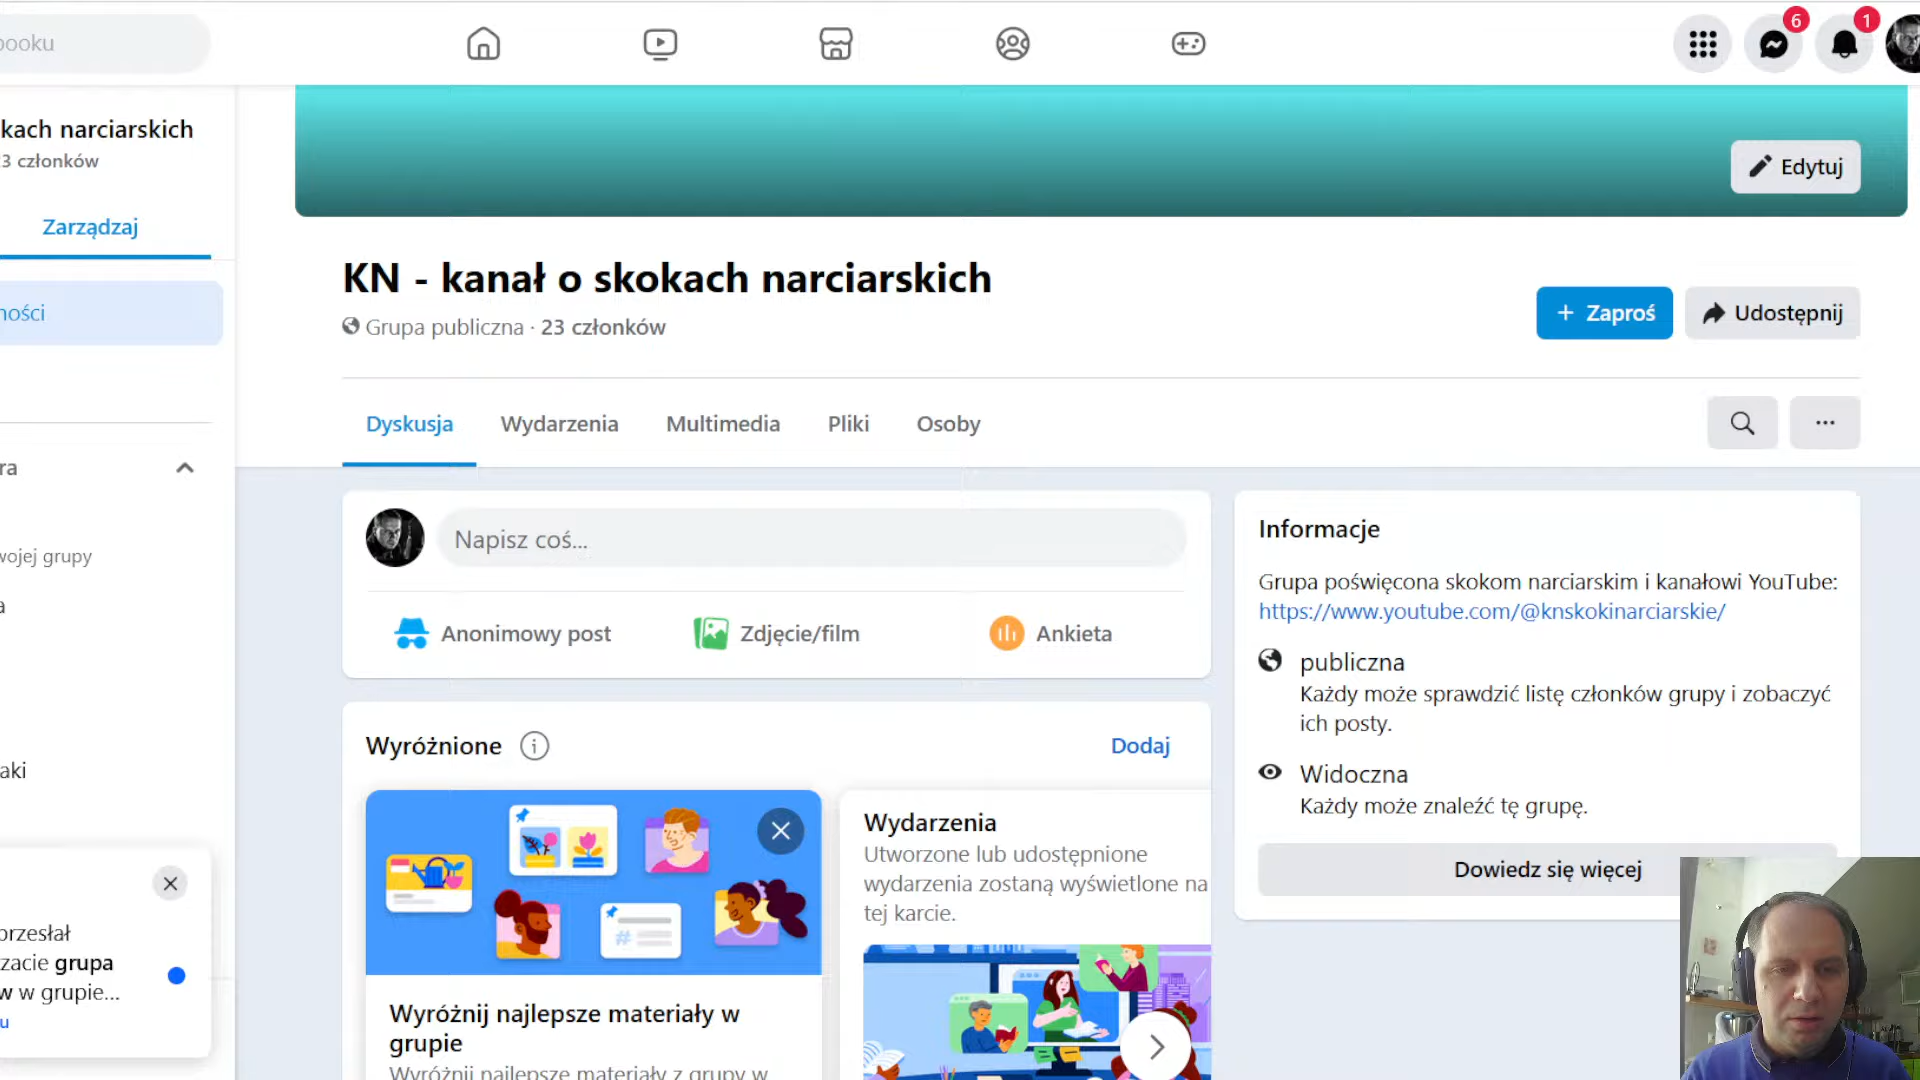 ooku
6
1
kach narciarskich
3 członków
Zarządzaj
ności
ra
wojej grupy
a
aki
przesłał
zacie grupa
w w grupie...
u
Edytuj
KN - kanał o skokach narciarskich
Grupa publiczna · 23 członków
+ Zaproś
Udostępnij
Dyskusja
Wydarzenia
Multimedia
Pliki
Osoby
Napisz coś...
Anonimowy post
Zdjęcie/film
Ankieta
Wyróżnione
Dodaj
Wyróżnij najlepsze materiały w
grupie
Wyróżnij najlepsze materiały z grupy w
Wydarzenia
Utworzone lub udostępnione
wydarzenia zostaną wyświetlone na
tej karcie.
Informacje
Grupa poświęcona skokom narciarskim i kanałowi YouTube:
https://www.youtube.com/@knskokinarciarskie/
publiczna
Każdy może sprawdzić listę członków grupy i zobaczyć
ich posty.
Widoczna
Każdy może znaleźć tę grupę.
Dowiedz się więcej